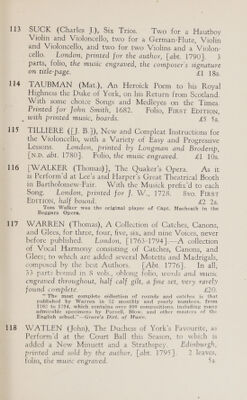 113 SUCK (Charles J.), Six Trios. Two for a Hautboy
Violin and Violoncello, two for a German-Flute, Violin
and Violoncello, and two for two Violins and a Violon-
cello. London, printed for the author, [abt. 1790]. 3
parts, folio, the music engraved, the composer's signature
on title-page. £1 18s.
114 TAUBMAN (Mat.), An Heroick Poem to his Royal
Highness the Duke of York, on his Return from Scotland.
With some choice Songs and Medleyes on the Times.
Printed for John Smith, 1682. Folio, FIRST EDITION,
with printed music, boards. £5 5s.
115 TILLIERE ([J. B.]), New and Compleat Instructions for
the Violoncello, with a Variety of Easy and Progressive
Lessons. London, printed by Longman and Broderip
[N.D. abt. 1780]. Folio, the music engraved. £1 10s.
116 [WALKER (Thomas)], The Quaker's Opera. As it
is Perform'd at Lee's and Harper's Great Theatrical Booth
in Bartholomew-Fair. With the Musick prefix'd to each
Song. London, printed for J. W., 1728. 8vo. FIRST
EDITION, half bound. £2 2s.
Tom Walker was the original player of Capt. Macheath in the
Beggars Opera.
117 WARREN (Thomas), A Collection of Catches, Canons,
and Glees, for three, four, five, six, and nine Voices, never
before published. London, [1763-1794].—A Collection
of Vocal Harmony consisting of Catches, Canons, and
Glees; to which are added several Motetts and Madrigals,
composed by the best Authors. [Abt. 1776]. In all,
33 parts bound in 8 vols., oblong folio, words and music
engraved throughout, half calf gilt, a fine set, very rarely
found complete. £20.
"The most complete collection of rounds and catches is that
published by Warren in 32 monthly and yearly numbers, from
1763 to 1794, which contains over 800 compositions, including many
admirable specimens by Purcell, Blow, and other masters of the
English school."—Grove's Dict. of Music.
118 WATLEN (John), The Duchess of York's Favourite, as
Perform'd at the Court Ball this Season, to which is
added a New Minuett and a Strathspey. Edinburgh,
printed and sold by the author, [abt. 1795]. 2 leaves,
folio, the music engraved. 5s.